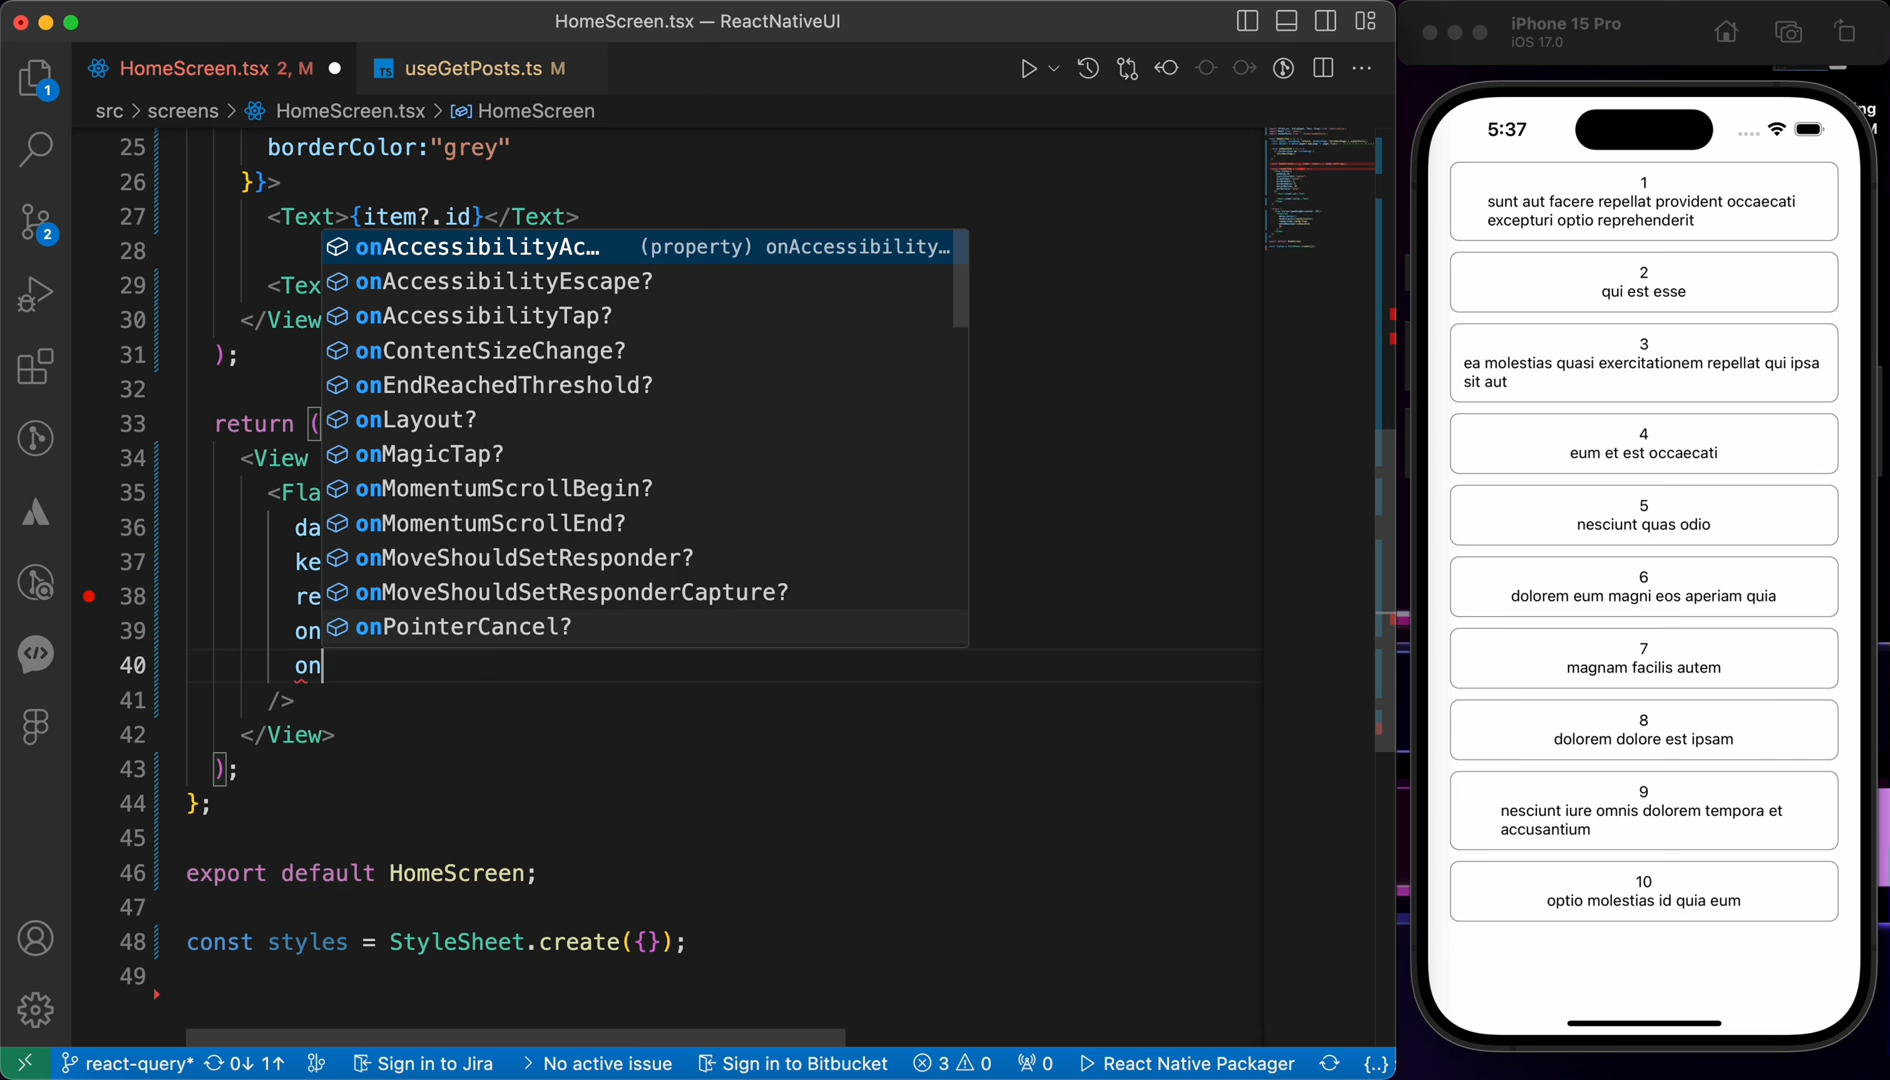 HomeScreen.tsx — ReactNativeUI
HomeScreen.tsx 2, M
TS useGetPosts.ts M
src > screens > HomeScreen.tsx > HomeScreen
25 borderColor:"grey"
26 }}>
27 <Text>{item?.id}</Text>
28
29 <Tex
30 </View
31 );
32
33 return (
34 <View
35 <Fla
36 da
37 ke
38 re
39 on
40 on
41 />
42 </View>
43 );
44 };
45
46 export default HomeScreen;
47
48 const styles = StyleSheet.create({});
49
onAccessibilityAc… (property) onAccessibility…
onAccessibilityEscape?
onAccessibilityTap?
onContentSizeChange?
onEndReachedThreshold?
onLayout?
onMagicTap?
onMomentumScrollBegin?
onMomentumScrollEnd?
onMoveShouldSetResponder?
onMoveShouldSetResponderCapture?
onPointerCancel?
1
2
react-query* 0↓ 1↑ Sign in to Jira > No active issue Sign in to Bitbucket 3 0 0 React Native Packager {..}
iPhone 15 Pro
iOS 17.0
ng
5:37
1
sunt aut facere repellat provident occaecati
excepturi optio reprehenderit
2
qui est esse
3
ea molestias quasi exercitationem repellat qui ipsa
sit aut
4
eum et est occaecati
5
nesciunt quas odio
6
dolorem eum magni eos aperiam quia
7
magnam facilis autem
8
dolorem dolore est ipsam
9
nesciunt iure omnis dolorem tempora et
accusantium
10
optio molestias id quia eum